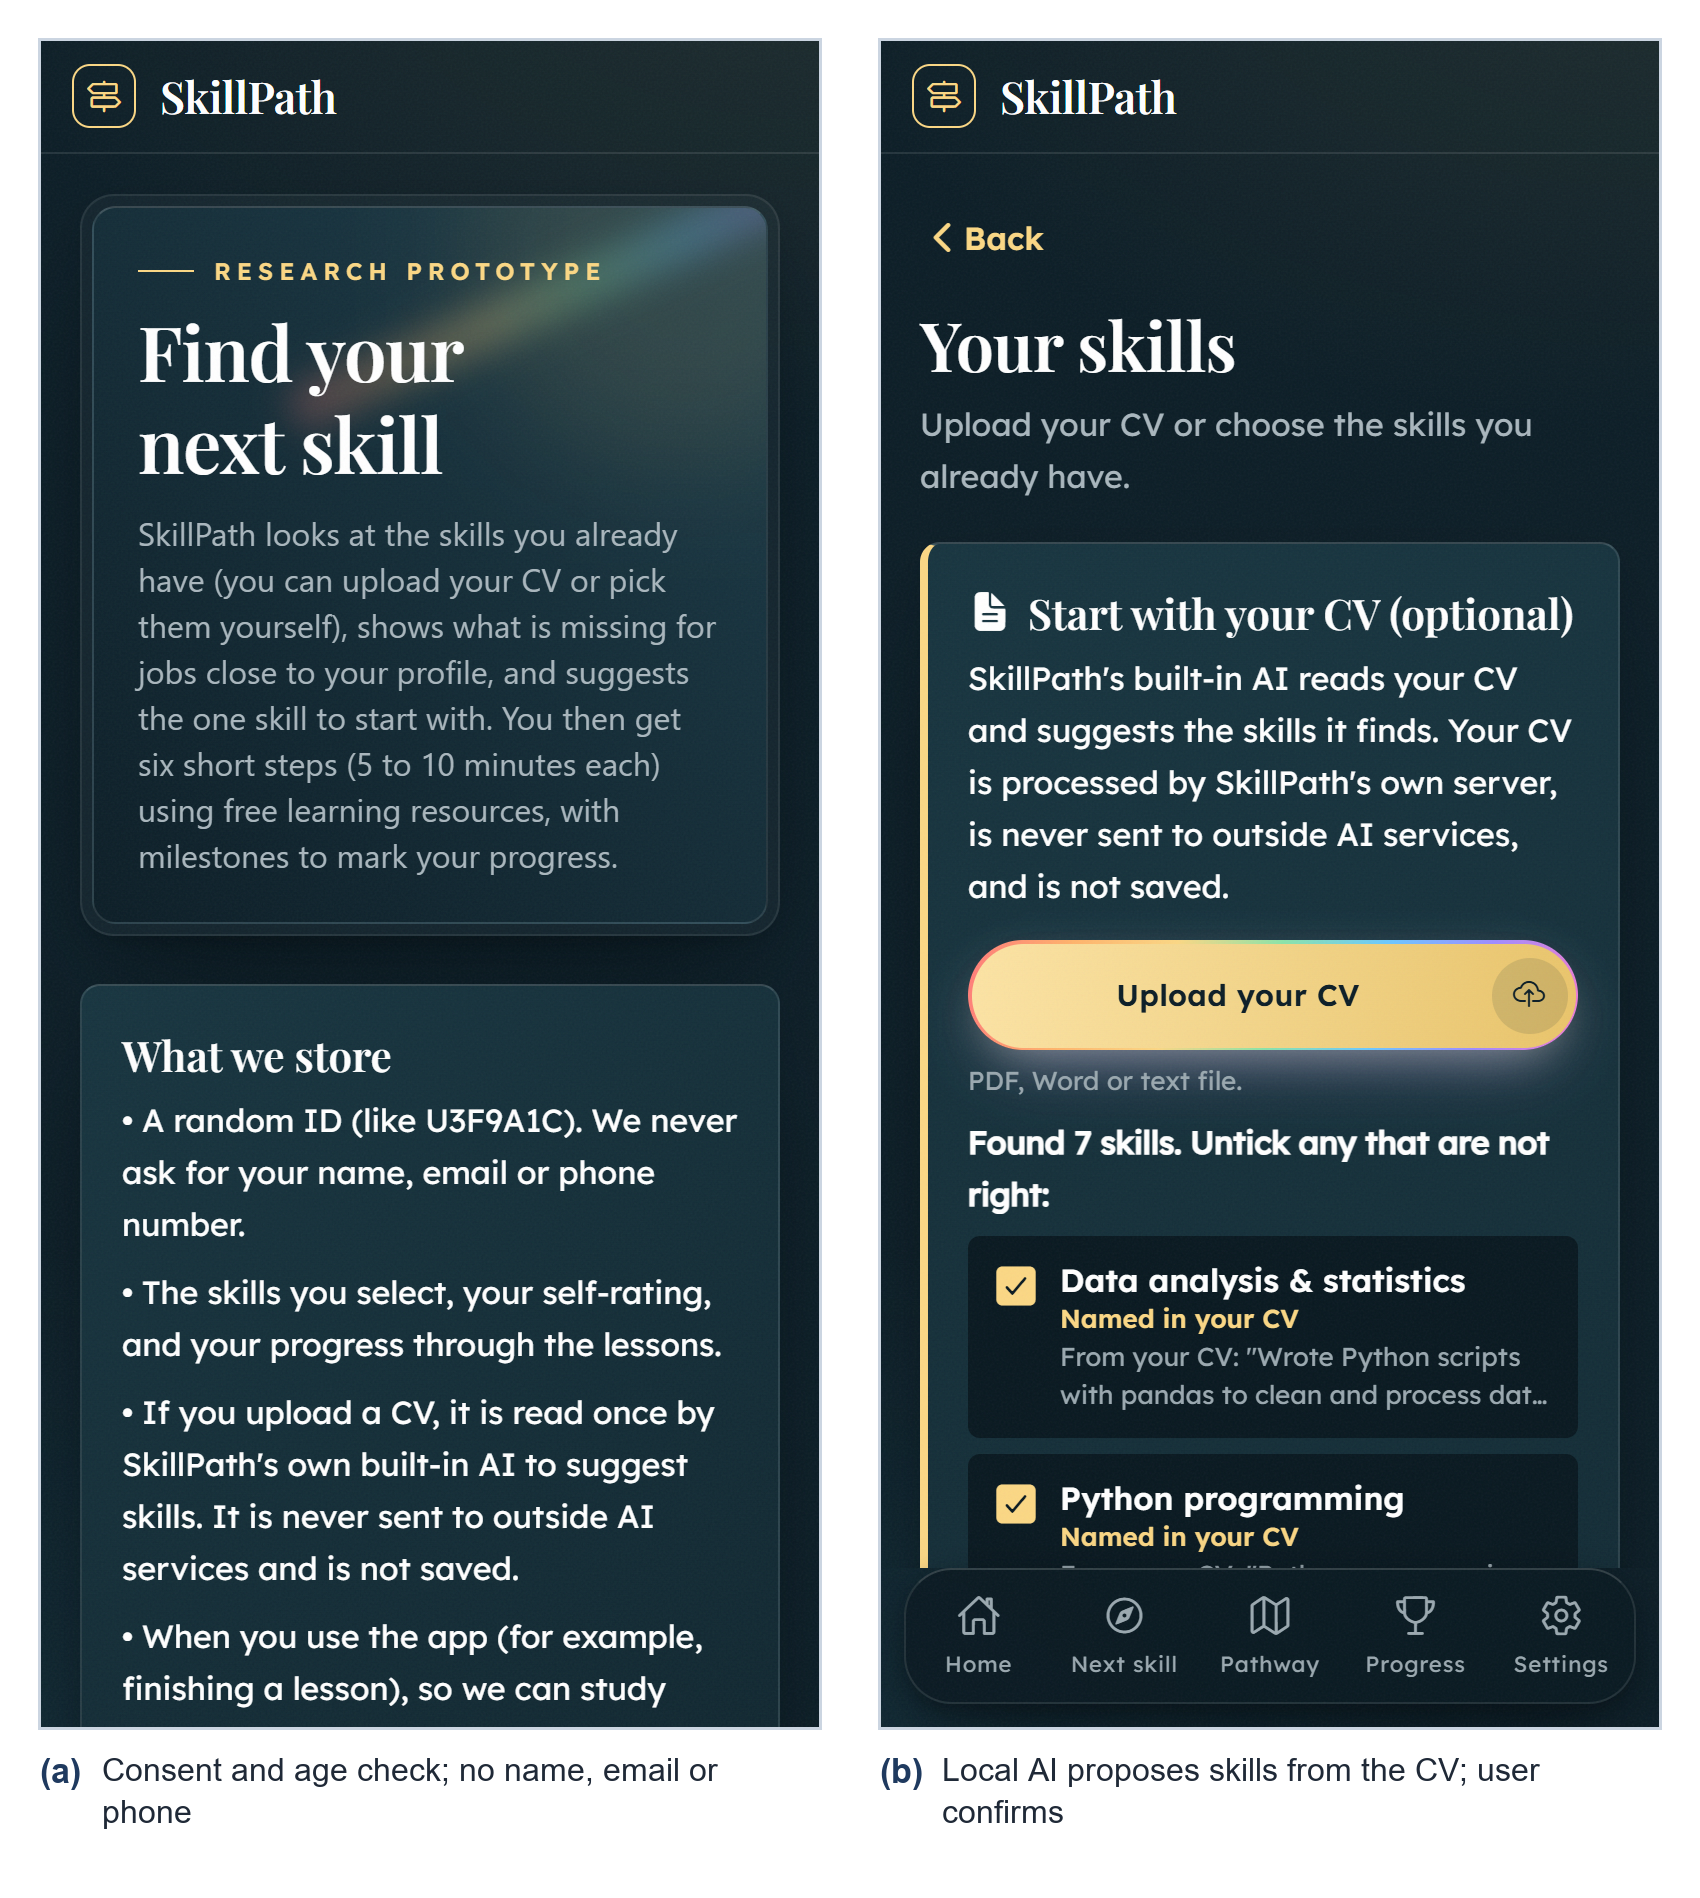 SkillPath
RESEARCH PROTOTYPE
Find your
next skill
SkillPath looks at the skills you already
have (you can upload your CV or pick
them yourself), shows what is missing for
jobs close to your profile, and suggests
the one skill to start with. You then get
six short steps (5 to 10 minutes each)
using free learning resources, with
milestones to mark your progress.
What we store
• A random ID (like U3F9A1C). We never
ask for your name, email or phone
number.
• The skills you select, your self-rating,
and your progress through the lessons.
• If you upload a CV, it is read once by
SkillPath's own built-in AI to suggest
skills. It is never sent to outside AI
services and is not saved.
• When you use the app (for example,
finishing a lesson), so we can study
(a) Consent and age check; no name, email or
phone
SkillPath
Back
Your skills
Upload your CV or choose the skills you
already have.
Start with your CV (optional)
SkillPath's built-in AI reads your CV
and suggests the skills it finds. Your CV
is processed by SkillPath's own server,
is never sent to outside AI services,
and is not saved.
Upload your CV
PDF, Word or text file.
Found 7 skills. Untick any that are not
right:
Data analysis & statistics
Named in your CV
From your CV: "Wrote Python scripts
with pandas to clean and process dat...
Python programming
Named in your CV
Home Next skill Pathway Progress Settings
(b) Local AI proposes skills from the CV; user
confirms